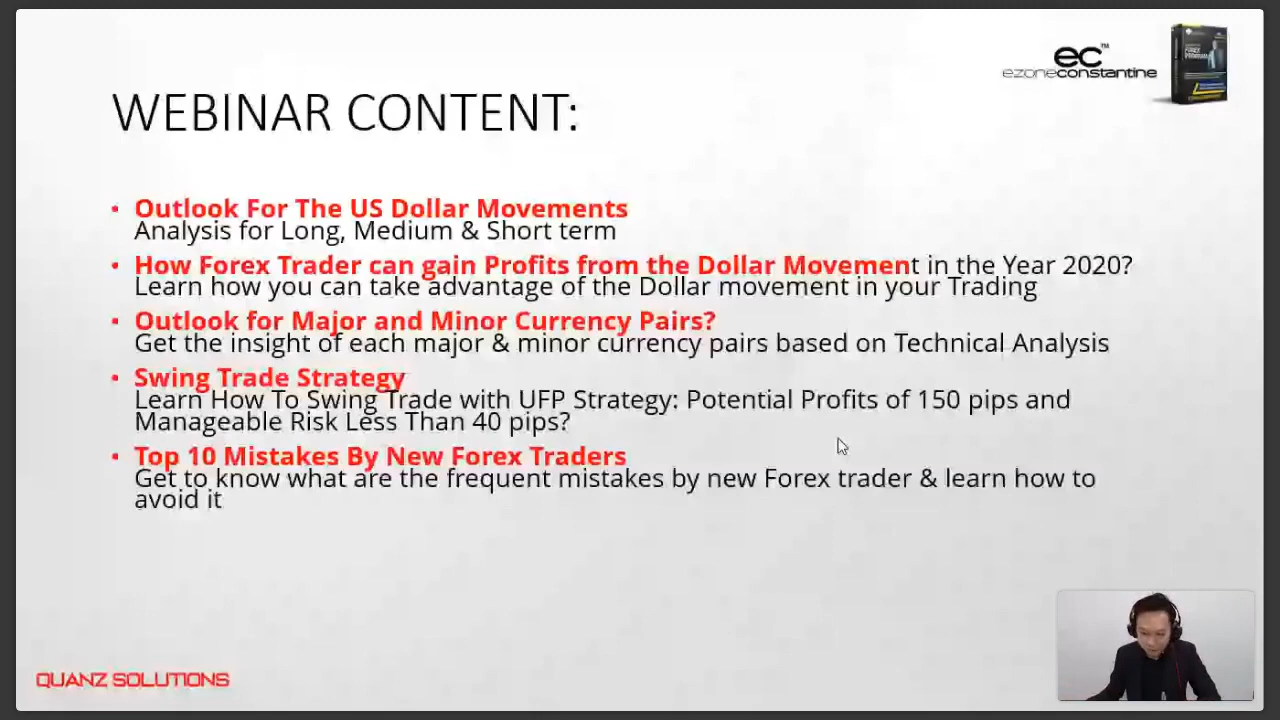 ec™
ezoneconstantine
WEBINAR CONTENT:
• Outlook For The US Dollar Movements
Analysis for Long, Medium & Short term
• How Forex Trader can gain Profits from the Dollar Movement in the Year 2020?
Learn how you can take advantage of the Dollar movement in your Trading
• Outlook for Major and Minor Currency Pairs?
Get the insight of each major & minor currency pairs based on Technical Analysis
• Swing Trade Strategy
Learn How To Swing Trade with UFP Strategy: Potential Profits of 150 pips and
Manageable Risk Less Than 40 pips?
• Top 10 Mistakes By New Forex Traders
Get to know what are the frequent mistakes by new Forex trader & learn how to
avoid it
QUANZ SOLUTIONS